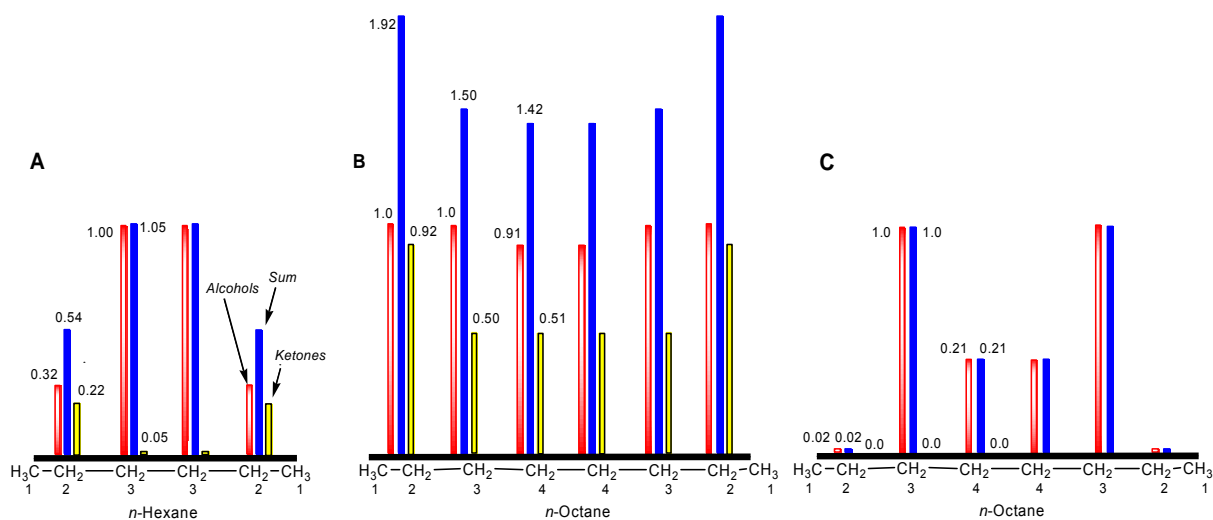 A
1.00
1.05
0.54
0.32
0.22
0.05
Alcohols
Sum
Ketones
H₃C CH₂ CH₂ CH₂ CH₂ CH₃
1 2 3 3 2 1
n-Hexane
B
1.92
1.50
1.42
1.0
0.92
1.0
0.91
0.50
0.51
H₃C CH₂ CH₂ CH₂ CH₂ CH₂ CH₂ CH₃
1 2 3 4 4 3 2 1
n-Octane
C
1.0
1.0
0.21
0.21
0.02
0.02
0.0
0.0
0.0
H₃C CH₂ CH₂ CH₂ CH₂ CH₂ CH₂ CH₃
1 2 3 4 4 3 2 1
n-Octane